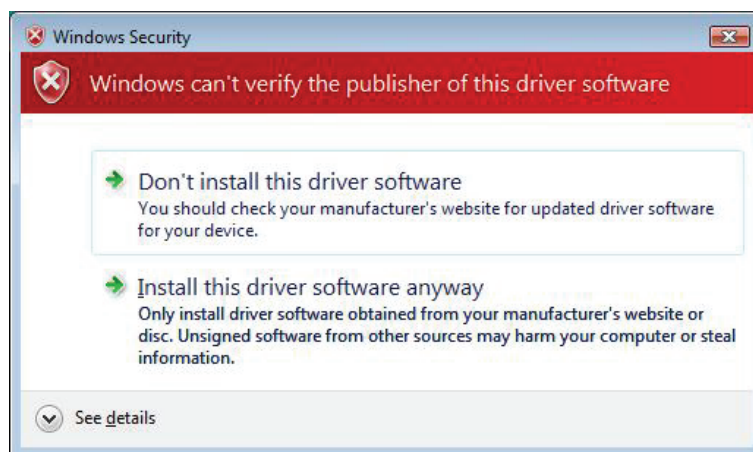 Windows Security
Windows can't verify the publisher of this driver software
Don't install this driver software
You should check your manufacturer's website for updated driver software
for your device.
Install this driver software anyway
Only install driver software obtained from your manufacturer's website or
disc. Unsigned software from other sources may harm your computer or steal
information.
See details